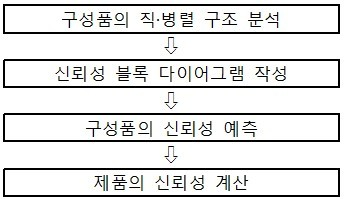 구성품의 직·병렬 구조 분석
신뢰성 블록 다이어그램 작성
구성품의 신뢰성 예측
제품의 신뢰성 계산